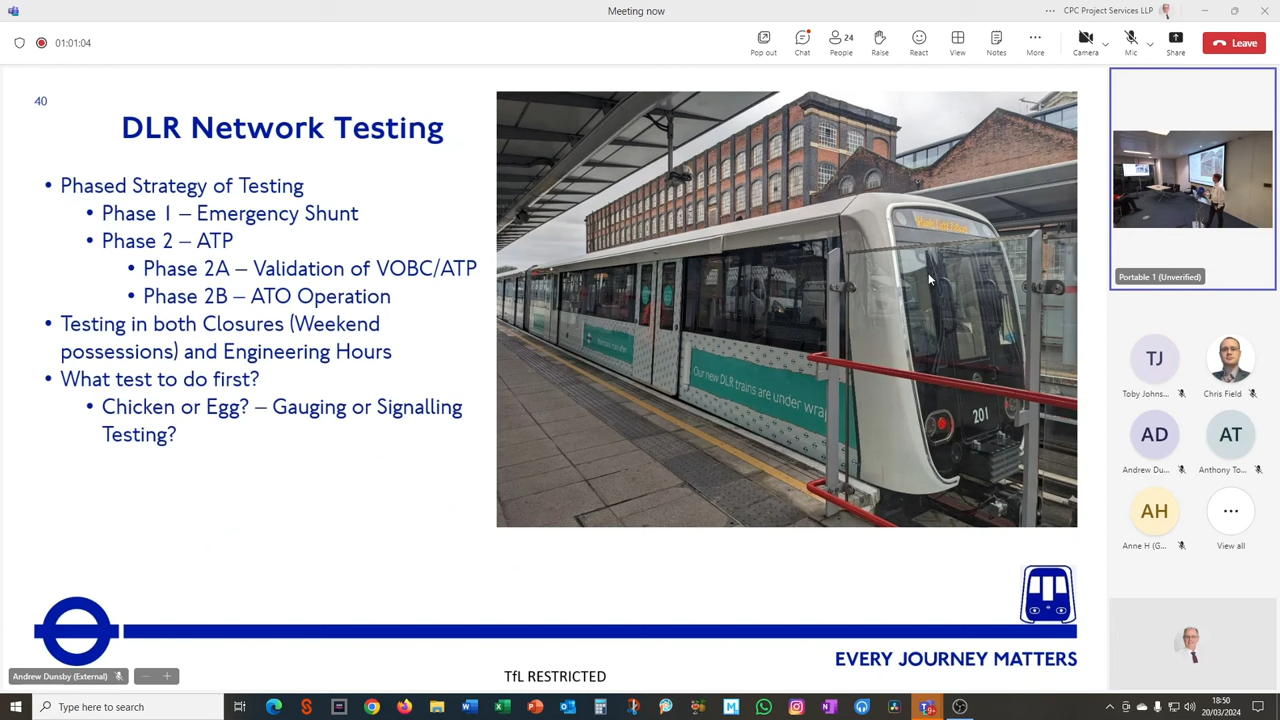 Meeting now
CPC Project Services LLP
01:01:04
Pop out
Chat
24
People
Raise
React
View
Notes
More
Camera
Mic
Share
Leave
40
DLR Network Testing
• Phased Strategy of Testing
• Phase 1 – Emergency Shunt
• Phase 2 – ATP
• Phase 2A – Validation of VOBC/ATP
• Phase 2B – ATO Operation
• Testing in both Closures (Weekend
possessions) and Engineering Hours
• What test to do first?
• Chicken or Egg? – Gauging or Signalling
Testing?
Our new DLR trains are under wra
201
EVERY JOURNEY MATTERS
TfL RESTRICTED
Andrew Dunsby (External)
Portable 1 (Unverified)
TJ
Toby Johns...
Chris Field
AD
Andrew Du...
AT
Anthony To...
AH
Anne H (G...
View all
Type here to search
18:50
20/03/2024